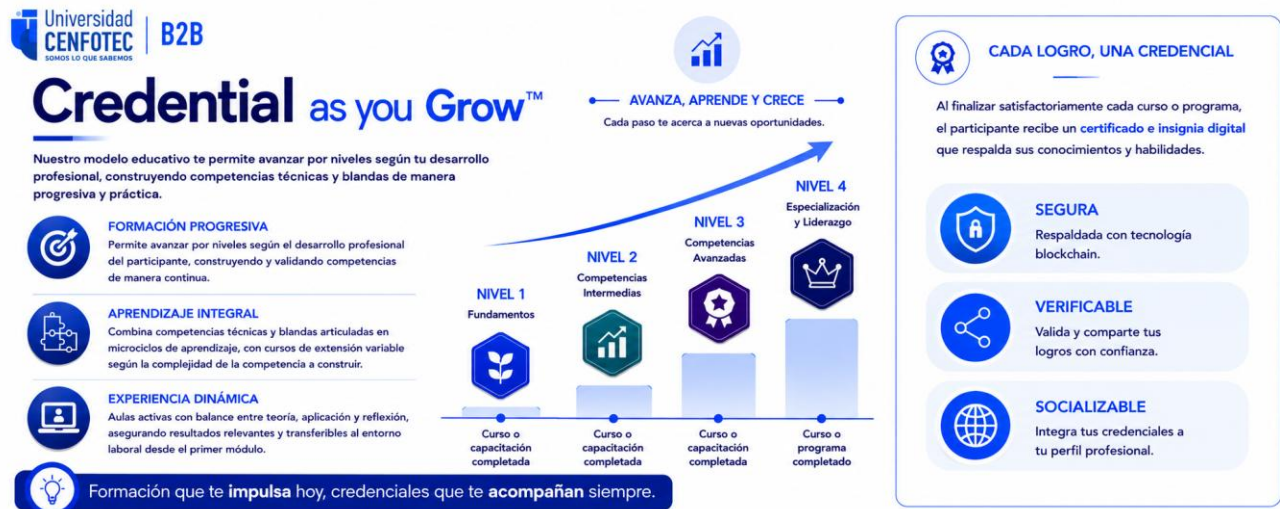 Universidad
CENFOTEC
SOMOS LO QUE SABEMOS
B2B
Credential as you Grow™
Nuestro modelo educativo te permite avanzar por niveles según tu desarrollo
profesional, construyendo competencias técnicas y blandas de manera
progresiva y práctica.
FORMACIÓN PROGRESIVA
Permite avanzar por niveles según el desarrollo profesional
del participante, construyendo y validando competencias
de manera continua.
APRENDIZAJE INTEGRAL
Combina competencias técnicas y blandas articuladas en
microciclos de aprendizaje, con cursos de extensión variable
según la complejidad de la competencia a construir.
EXPERIENCIA DINÁMICA
Aulas activas con balance entre teoría, aplicación y reflexión,
asegurando resultados relevantes y transferibles al entorno
laboral desde el primer módulo.
Formación que te impulsa hoy, credenciales que te acompañan siempre.
AVANZA, APRENDE Y CRECE
Cada paso te acerca a nuevas oportunidades.
NIVEL 1
Fundamentos
Curso o
capacitación
completada
NIVEL 2
Competencias
Intermedias
Curso o
capacitación
completada
NIVEL 3
Competencias
Avanzadas
Curso o
capacitación
completada
NIVEL 4
Especialización
y Liderazgo
Curso o
programa
completado
CADA LOGRO, UNA CREDENCIAL
Al finalizar satisfactoriamente cada curso o programa,
el participante recibe un certificado e insignia digital
que respalda sus conocimientos y habilidades.
SEGURA
Respaldada con tecnología
blockchain.
VERIFICABLE
Valida y comparte tus
logros con confianza.
SOCIALIZABLE
Integra tus credenciales a
tu perfil profesional.